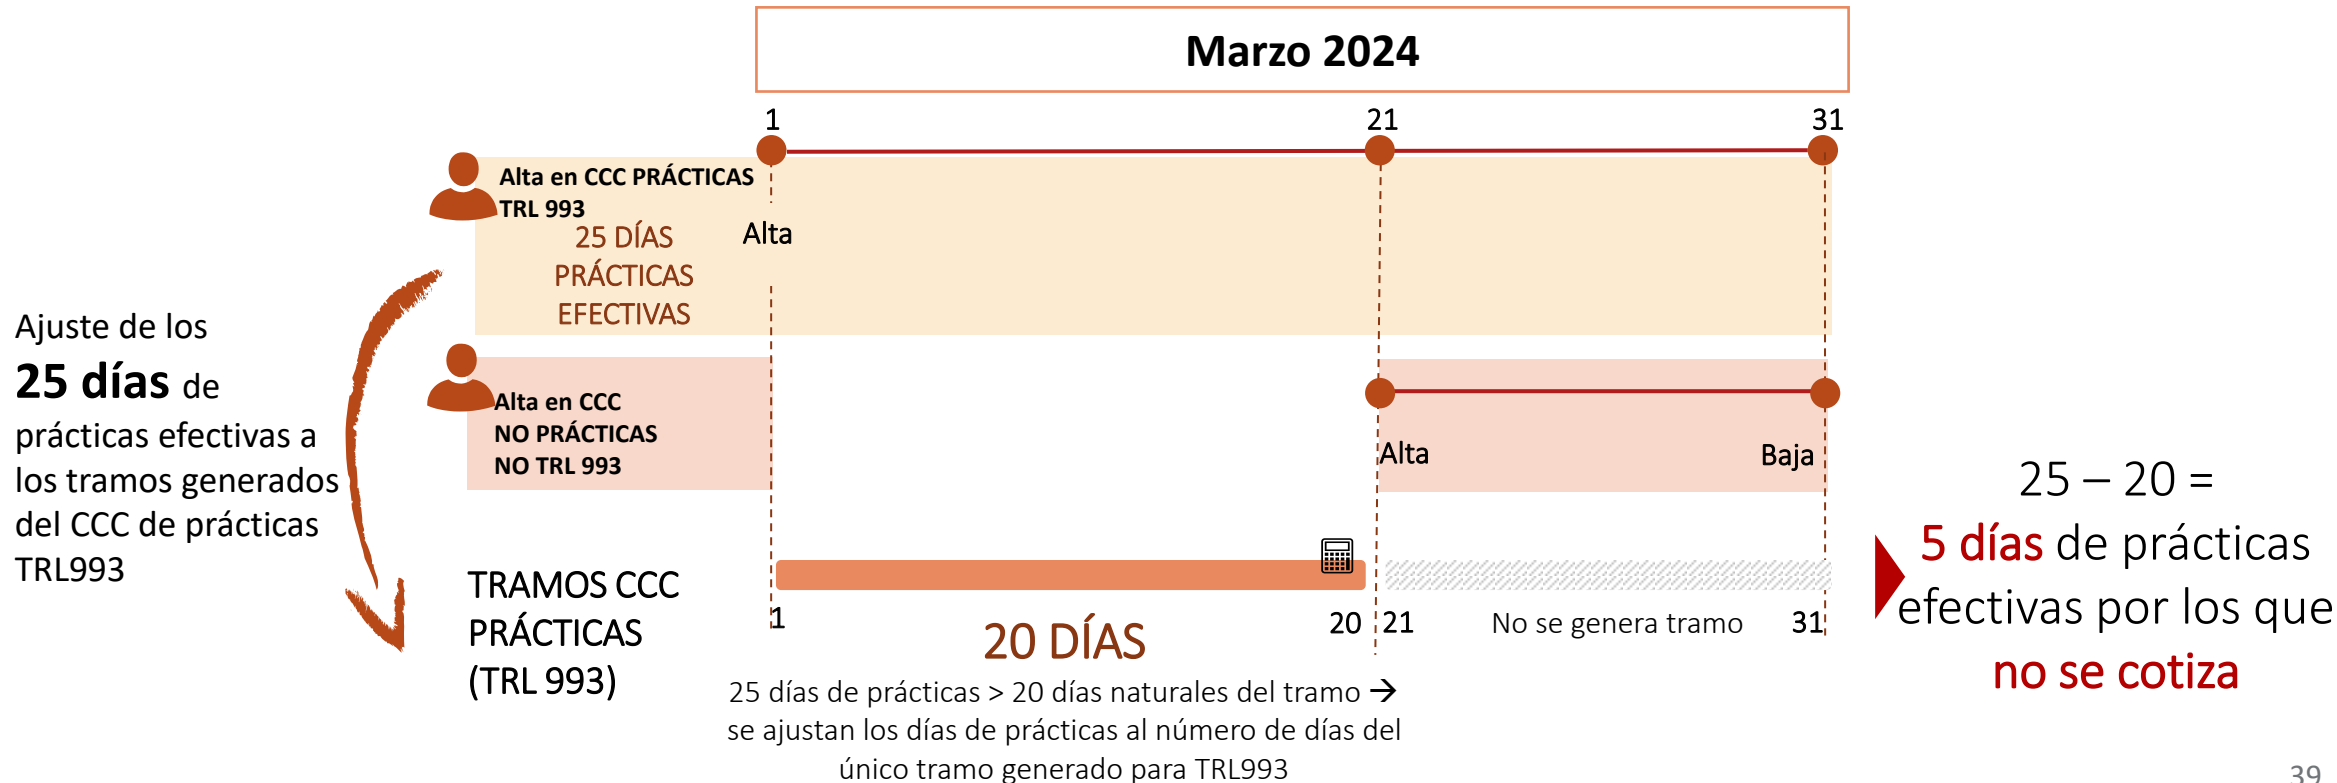 Marzo 2024
1
21
31
Alta en CCC PRÁCTICAS
TRL 993
25 DÍAS
PRÁCTICAS
EFECTIVAS
Alta
Ajuste de los
25 días de
prácticas efectivas a
los tramos generados
del CCC de prácticas
TRL993
Alta en CCC
NO PRÁCTICAS
NO TRL 993
Alta
Baja
TRAMOS CCC
PRÁCTICAS
(TRL 993)
1
20
21
No se genera tramo
31
20 DÍAS
25 días de prácticas > 20 días naturales del tramo →
se ajustan los días de prácticas al número de días del
único tramo generado para TRL993
25 – 20 =
5 días de prácticas
efectivas por los que
no se cotiza
39